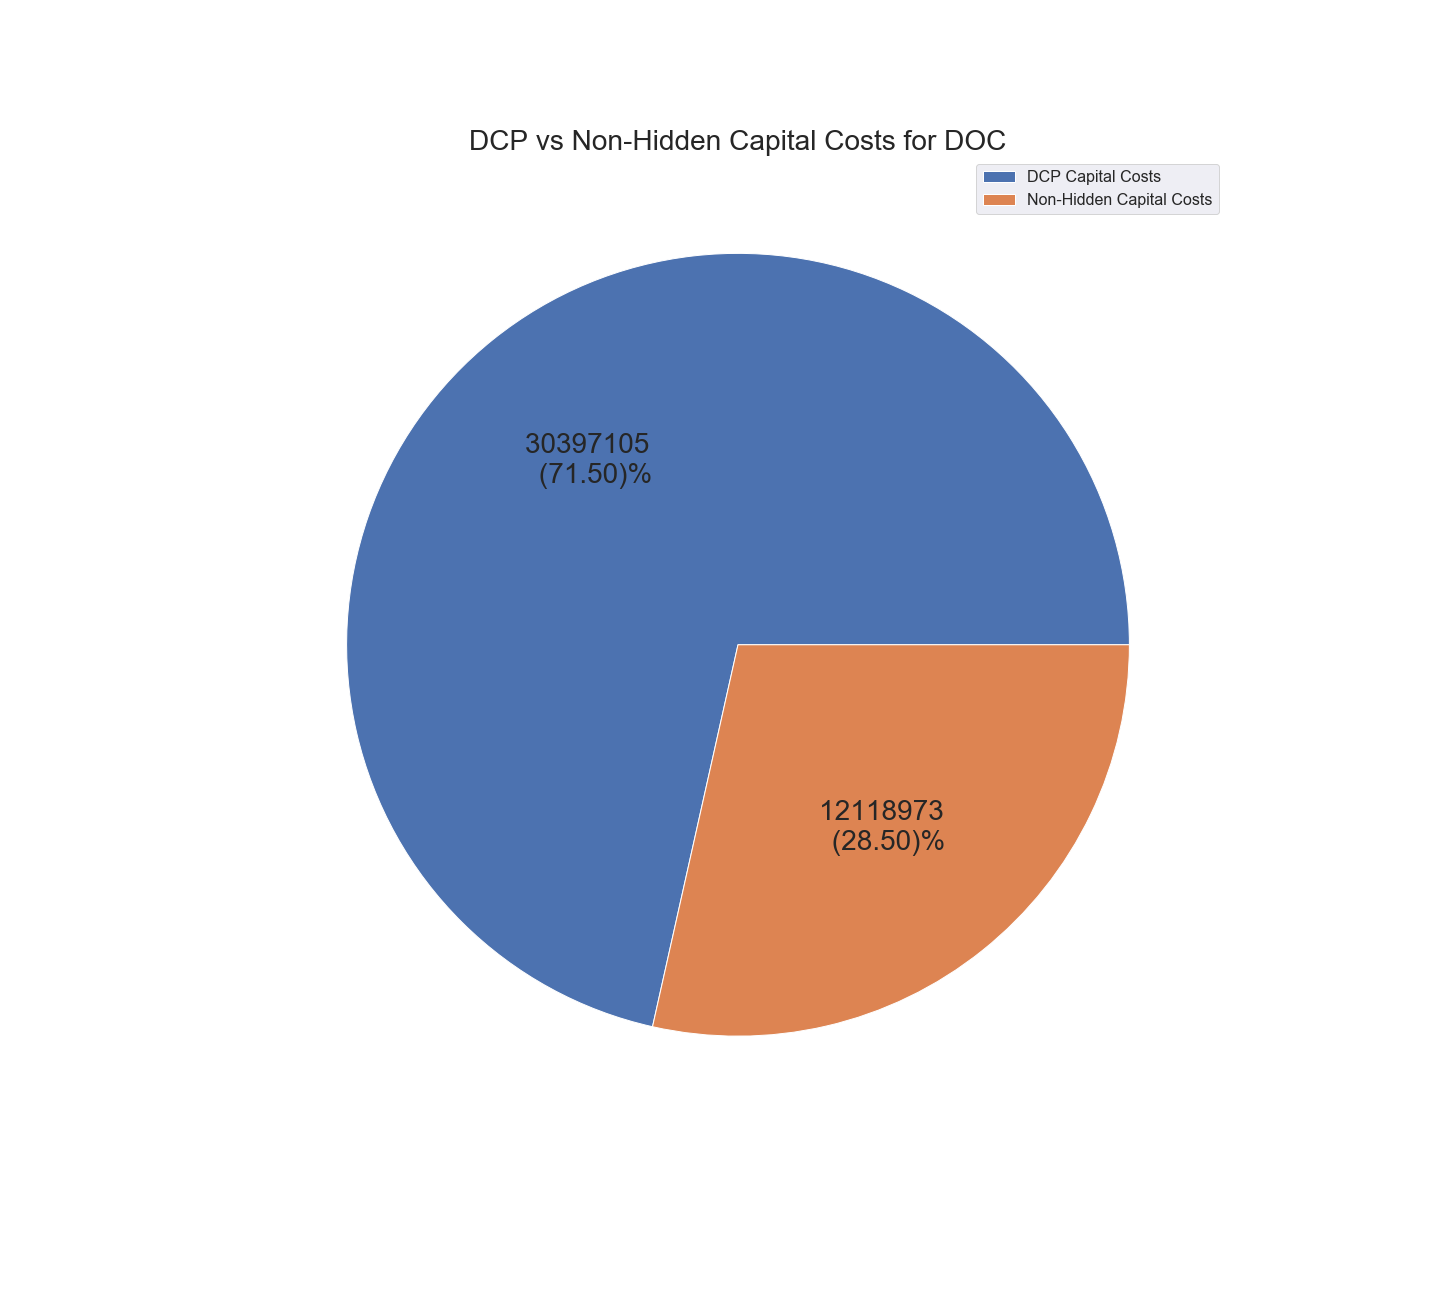 DCP vs Non-Hidden Capital Costs for DOC
DCP Capital Costs
Non-Hidden Capital Costs
30397105
(71.50)%
12118973
(28.50)%